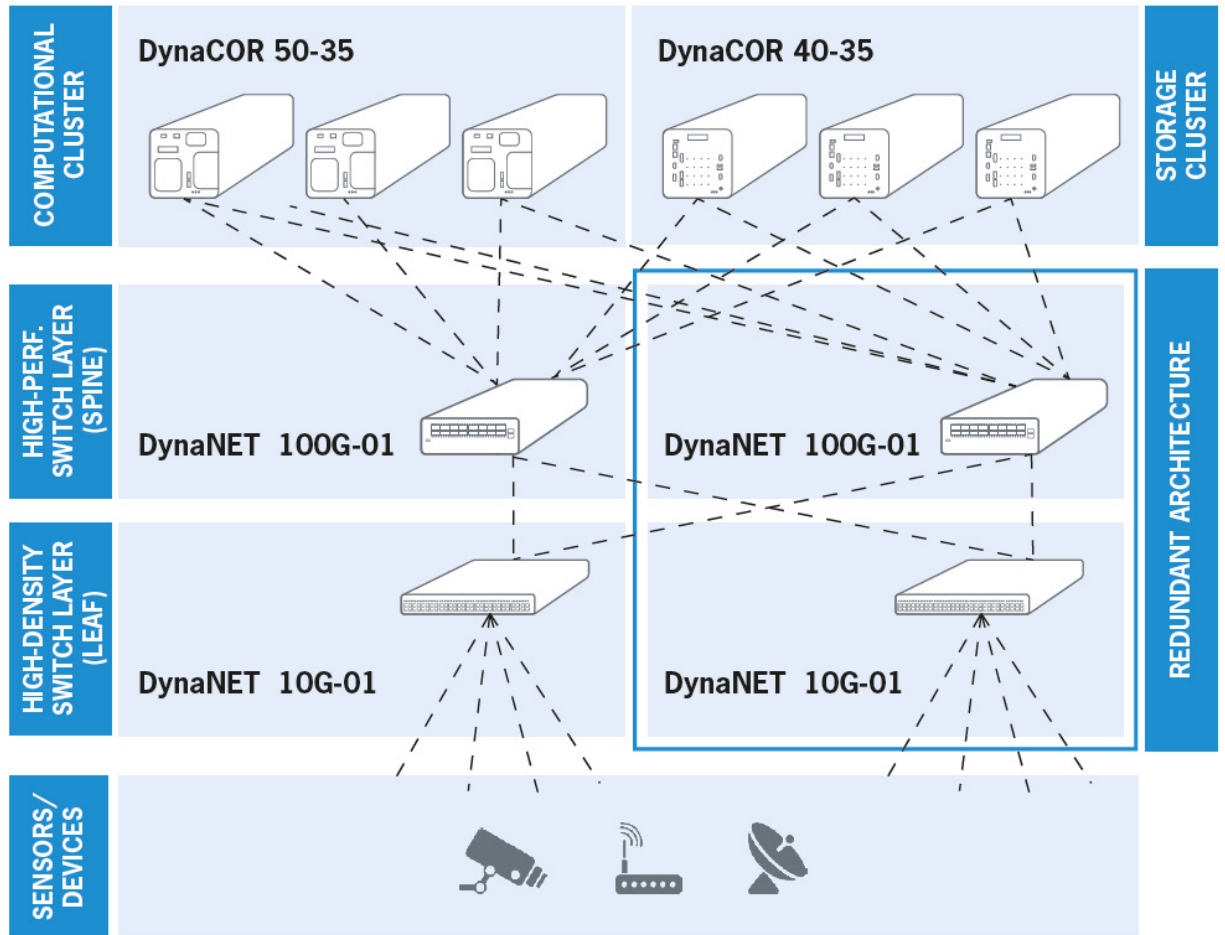 COMPUTATIONAL
CLUSTER
DynaCOR 50-35
DynaCOR 40-35
STORAGE
CLUSTER
HIGH-PERF.
SWITCH LAYER
(SPINE)
DynaNET 100G-01
DynaNET 100G-01
REDUNDANT ARCHITECTURE
HIGH-DENSITY
SWITCH LAYER
(LEAF)
DynaNET 10G-01
DynaNET 10G-01
SENSORS/
DEVICES